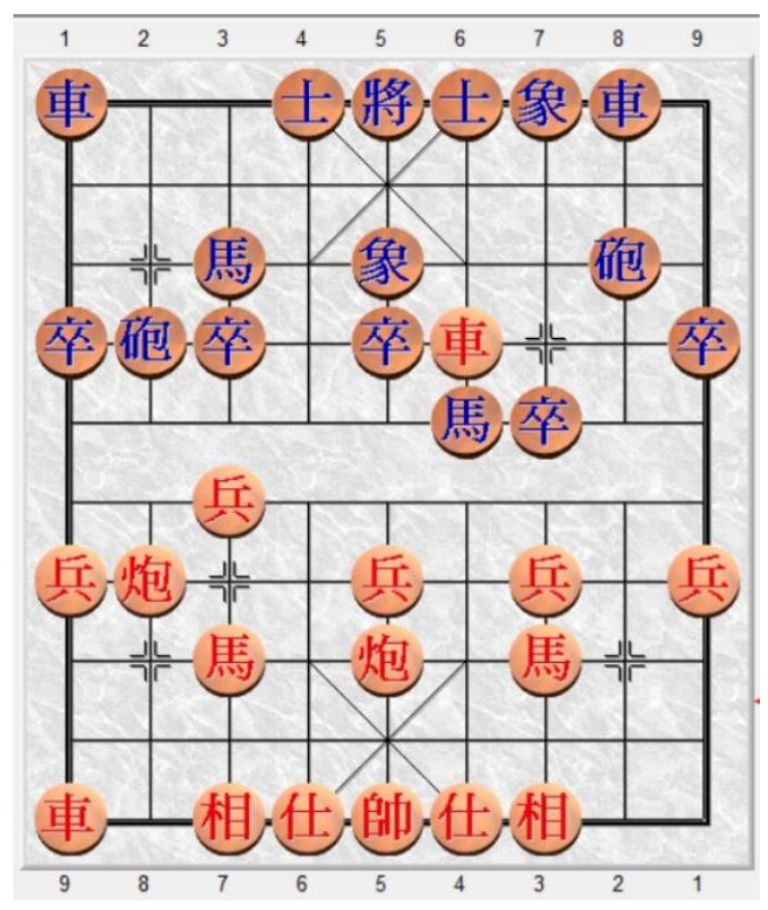 1 2 3 4 5 6 7 8 9
車 士 將 士 象 車
馬 象 砲
卒 砲 卒 卒 車 卒
馬 卒
兵
兵 炮 兵 兵 兵
馬 炮 馬
車 相 仕 帥 仕 相
9 8 7 6 5 4 3 2 1